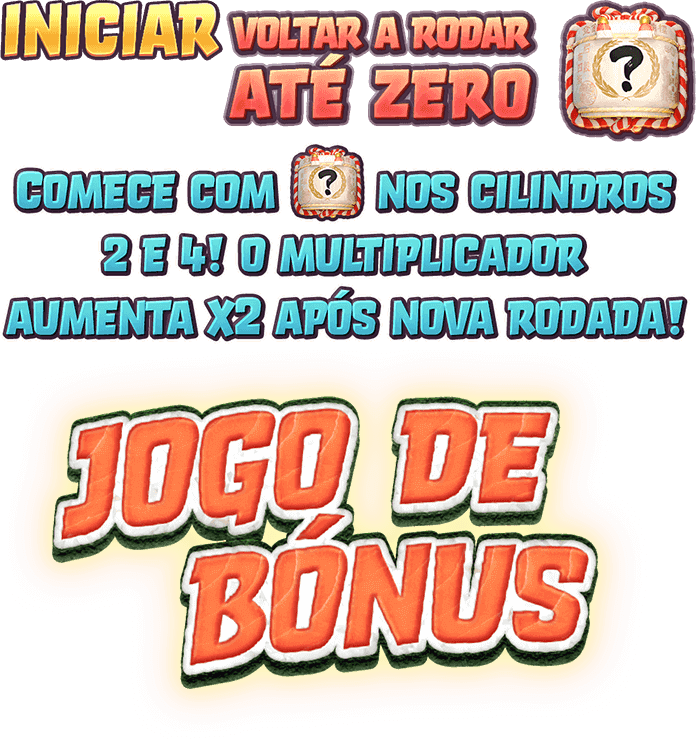 INICIAR VOLTAR A RODAR
ATÉ ZERO
?
COMECE COM ? NOS CILINDROS
2 E 4! O MULTIPLICADOR
AUMENTA X2 APÓS NOVA RODADA!
JOGO DE
BÓNUS